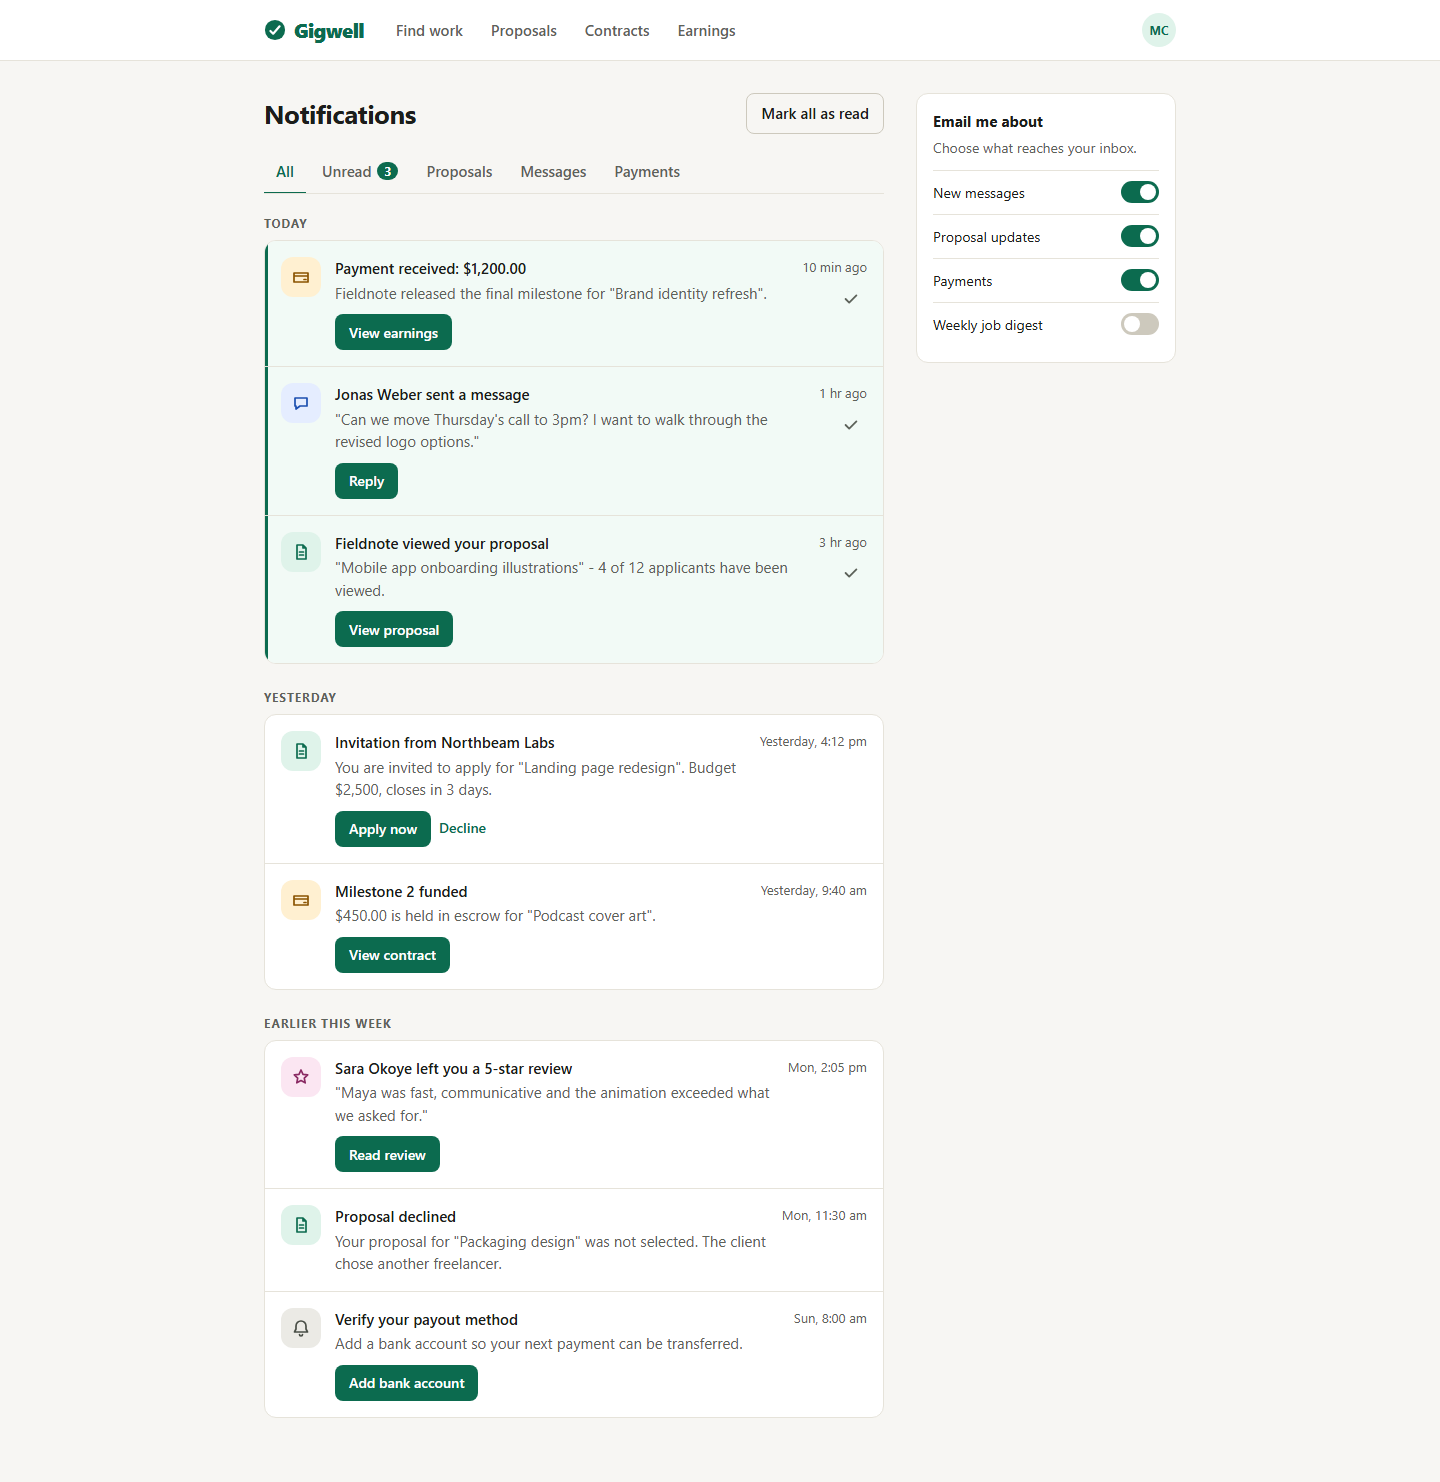 Gigwell
Find work
Proposals
Contracts
Earnings
MC
Notifications
Mark all as read
All
Unread 3
Proposals
Messages
Payments
TODAY
Payment received: $1,200.00
10 min ago
Fieldnote released the final milestone for "Brand identity refresh".
View earnings
Jonas Weber sent a message
1 hr ago
"Can we move Thursday's call to 3pm? I want to walk through the
revised logo options."
Reply
Fieldnote viewed your proposal
3 hr ago
"Mobile app onboarding illustrations" - 4 of 12 applicants have been
viewed.
View proposal
YESTERDAY
Invitation from Northbeam Labs
Yesterday, 4:12 pm
You are invited to apply for "Landing page redesign". Budget
$2,500, closes in 3 days.
Apply now
Decline
Milestone 2 funded
Yesterday, 9:40 am
$450.00 is held in escrow for "Podcast cover art".
View contract
EARLIER THIS WEEK
Sara Okoye left you a 5-star review
Mon, 2:05 pm
"Maya was fast, communicative and the animation exceeded what
we asked for."
Read review
Proposal declined
Mon, 11:30 am
Your proposal for "Packaging design" was not selected. The client
chose another freelancer.
Verify your payout method
Sun, 8:00 am
Add a bank account so your next payment can be transferred.
Add bank account
Email me about
Choose what reaches your inbox.
New messages
Proposal updates
Payments
Weekly job digest